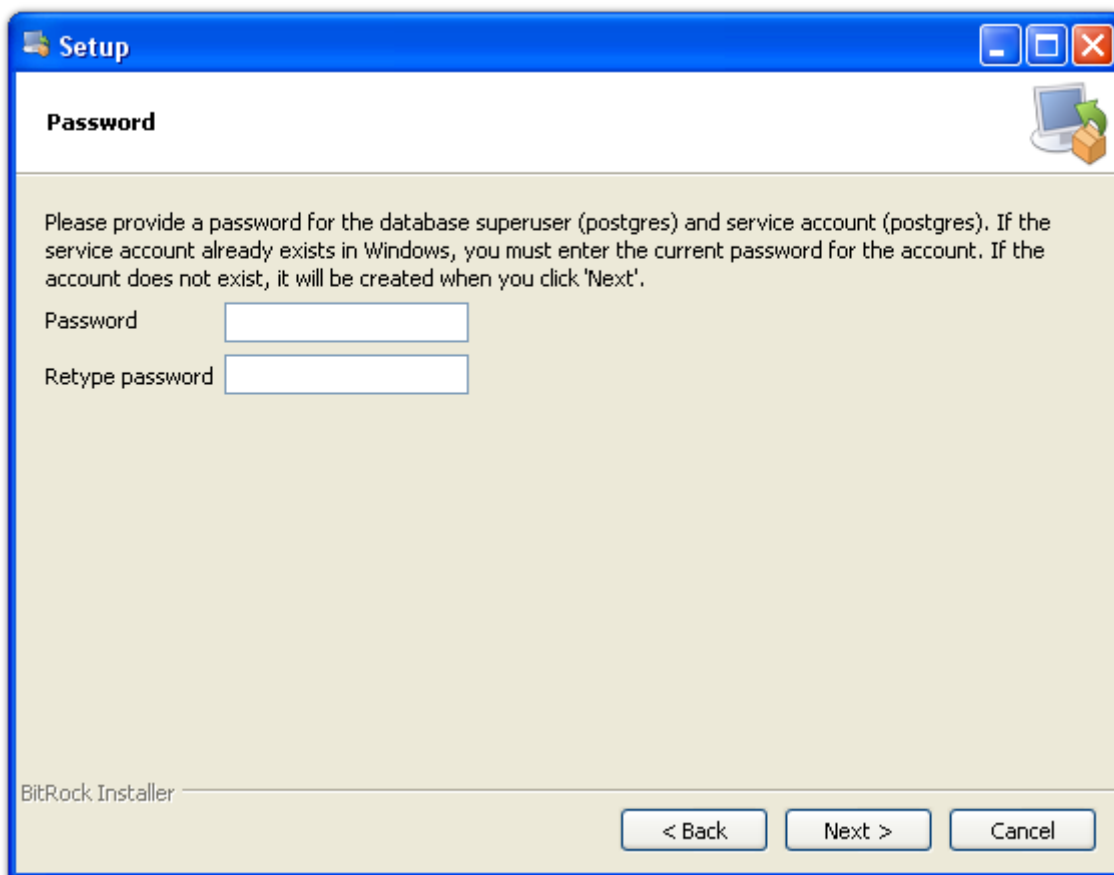 Setup
Password
Please provide a password for the database superuser (postgres) and service account (postgres). If the
service account already exists in Windows, you must enter the current password for the account. If the
account does not exist, it will be created when you click 'Next'.
Password
Retype password
BitRock Installer
< Back Next > Cancel